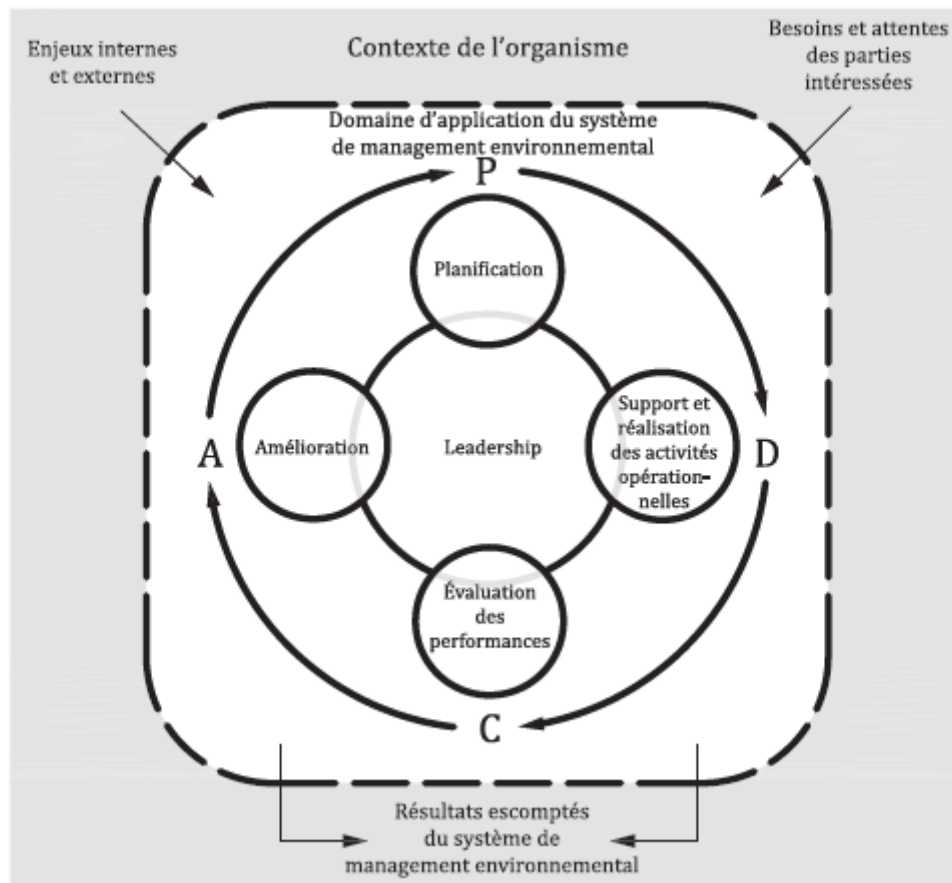 Enjeux internes
et externes
Contexte de l'organisme
Besoins et attentes
des parties
intéressées
Domaine d'application du système
de management environnemental
P
Planification
Amélioration
A
Leadership
Support et
réalisation
des activités
opération-
nelles
D
Évaluation
des
performances
C
Résultats escomptés
du système de
management environnemental